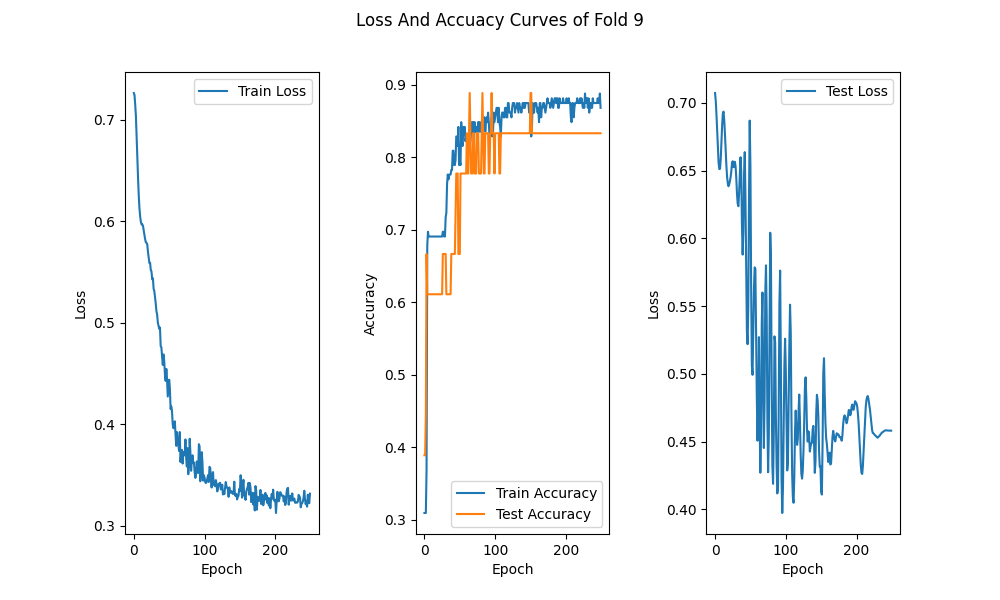 Loss And Accuacy Curves of Fold 9
Train Loss
0.7
0.6
0.5
0.4
0.3
Loss
0 100 200
Epoch
0.9
0.8
0.7
0.6
0.5
0.4
0.3
Accuracy
Train Accuracy
Test Accuracy
0 100 200
Epoch
Test Loss
0.70
0.65
0.60
0.55
0.50
0.45
0.40
Loss
0 100 200
Epoch